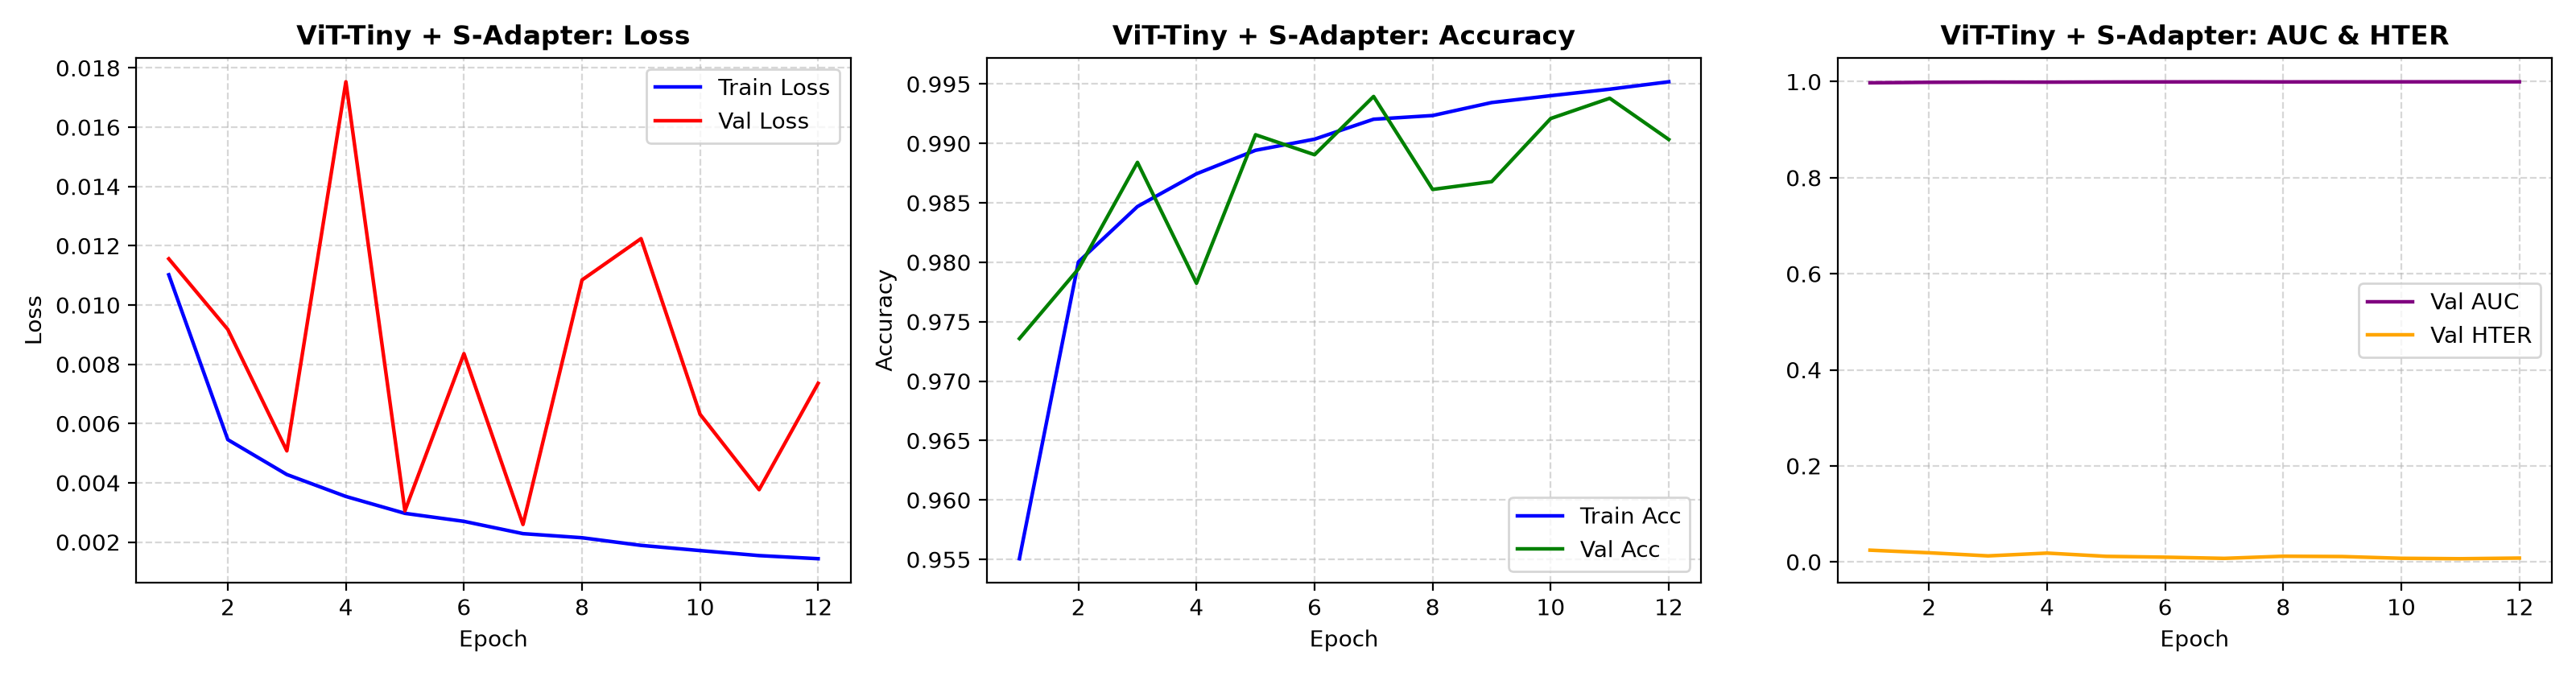 ViT-Tiny + S-Adapter: Loss
0.018
0.016
0.014
0.012
0.010
0.008
0.006
0.004
0.002
Loss
2 4 6 8 10 12
Epoch
Train Loss
Val Loss
ViT-Tiny + S-Adapter: Accuracy
0.995
0.990
0.985
0.980
0.975
0.970
0.965
0.960
0.955
Accuracy
2 4 6 8 10 12
Epoch
Train Acc
Val Acc
ViT-Tiny + S-Adapter: AUC & HTER
1.0
0.8
0.6
0.4
0.2
0.0
2 4 6 8 10 12
Epoch
Val AUC
Val HTER